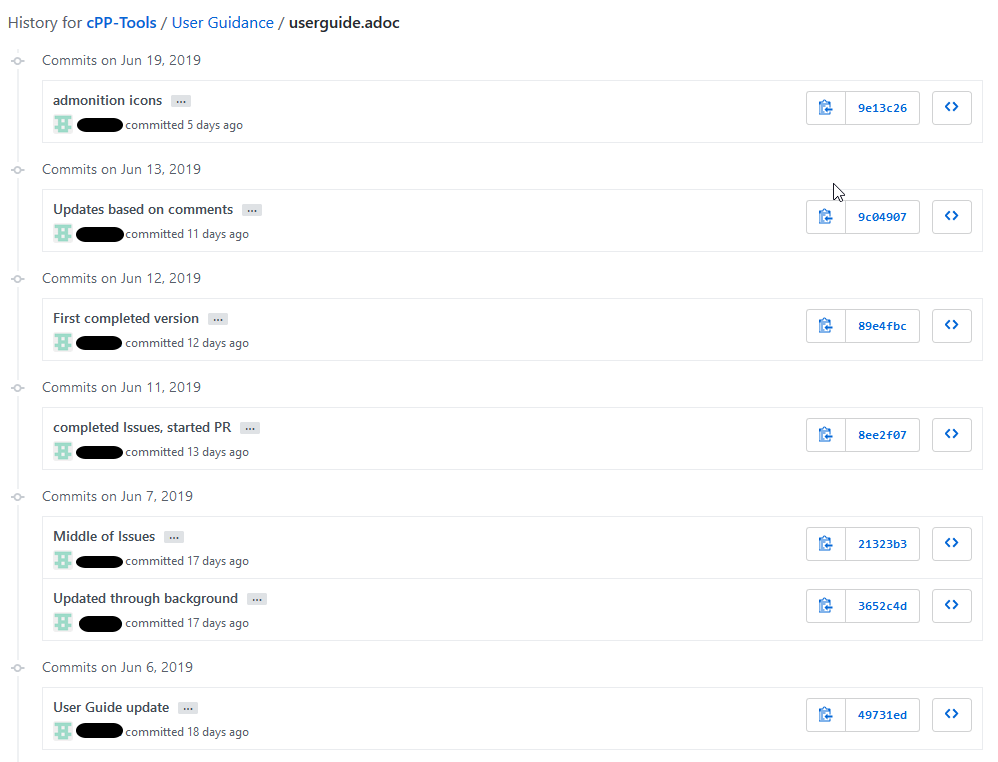 History for cPP-Tools / User Guidance / userguide.adoc
Commits on Jun 19, 2019
admonition icons ...
committed 5 days ago
9e13c26
Commits on Jun 13, 2019
Updates based on comments ...
committed 11 days ago
9c04907
Commits on Jun 12, 2019
First completed version ...
committed 12 days ago
89e4fbc
Commits on Jun 11, 2019
completed Issues, started PR ...
committed 13 days ago
8ee2f07
Commits on Jun 7, 2019
Middle of Issues ...
committed 17 days ago
21323b3
Updated through background ...
committed 17 days ago
3652c4d
Commits on Jun 6, 2019
User Guide update ...
committed 18 days ago
49731ed